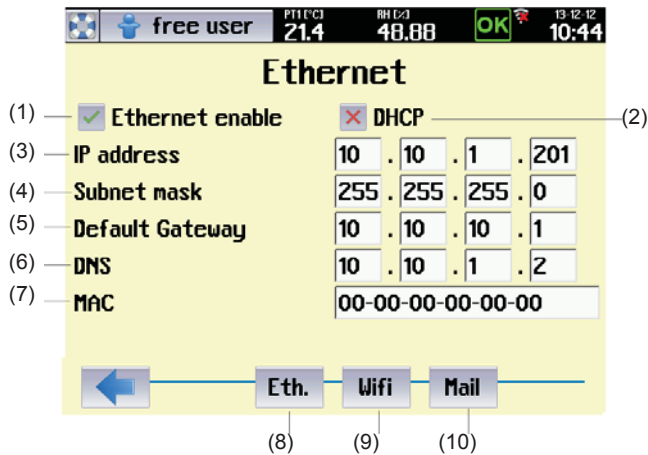 free user PT1 [°C] 21.4 RH [%] 48.88 OK 13-12-12 10:44
Ethernet
(1) Ethernet enable DHCP (2)
(3) IP address 10 . 10 . 1 . 201
(4) Subnet mask 255 . 255 . 255 . 0
(5) Default Gateway 10 . 10 . 10 . 1
(6) DNS 10 . 10 . 1 . 2
(7) MAC 00-00-00-00-00-00
Eth. Wifi Mail
(8) (9) (10)